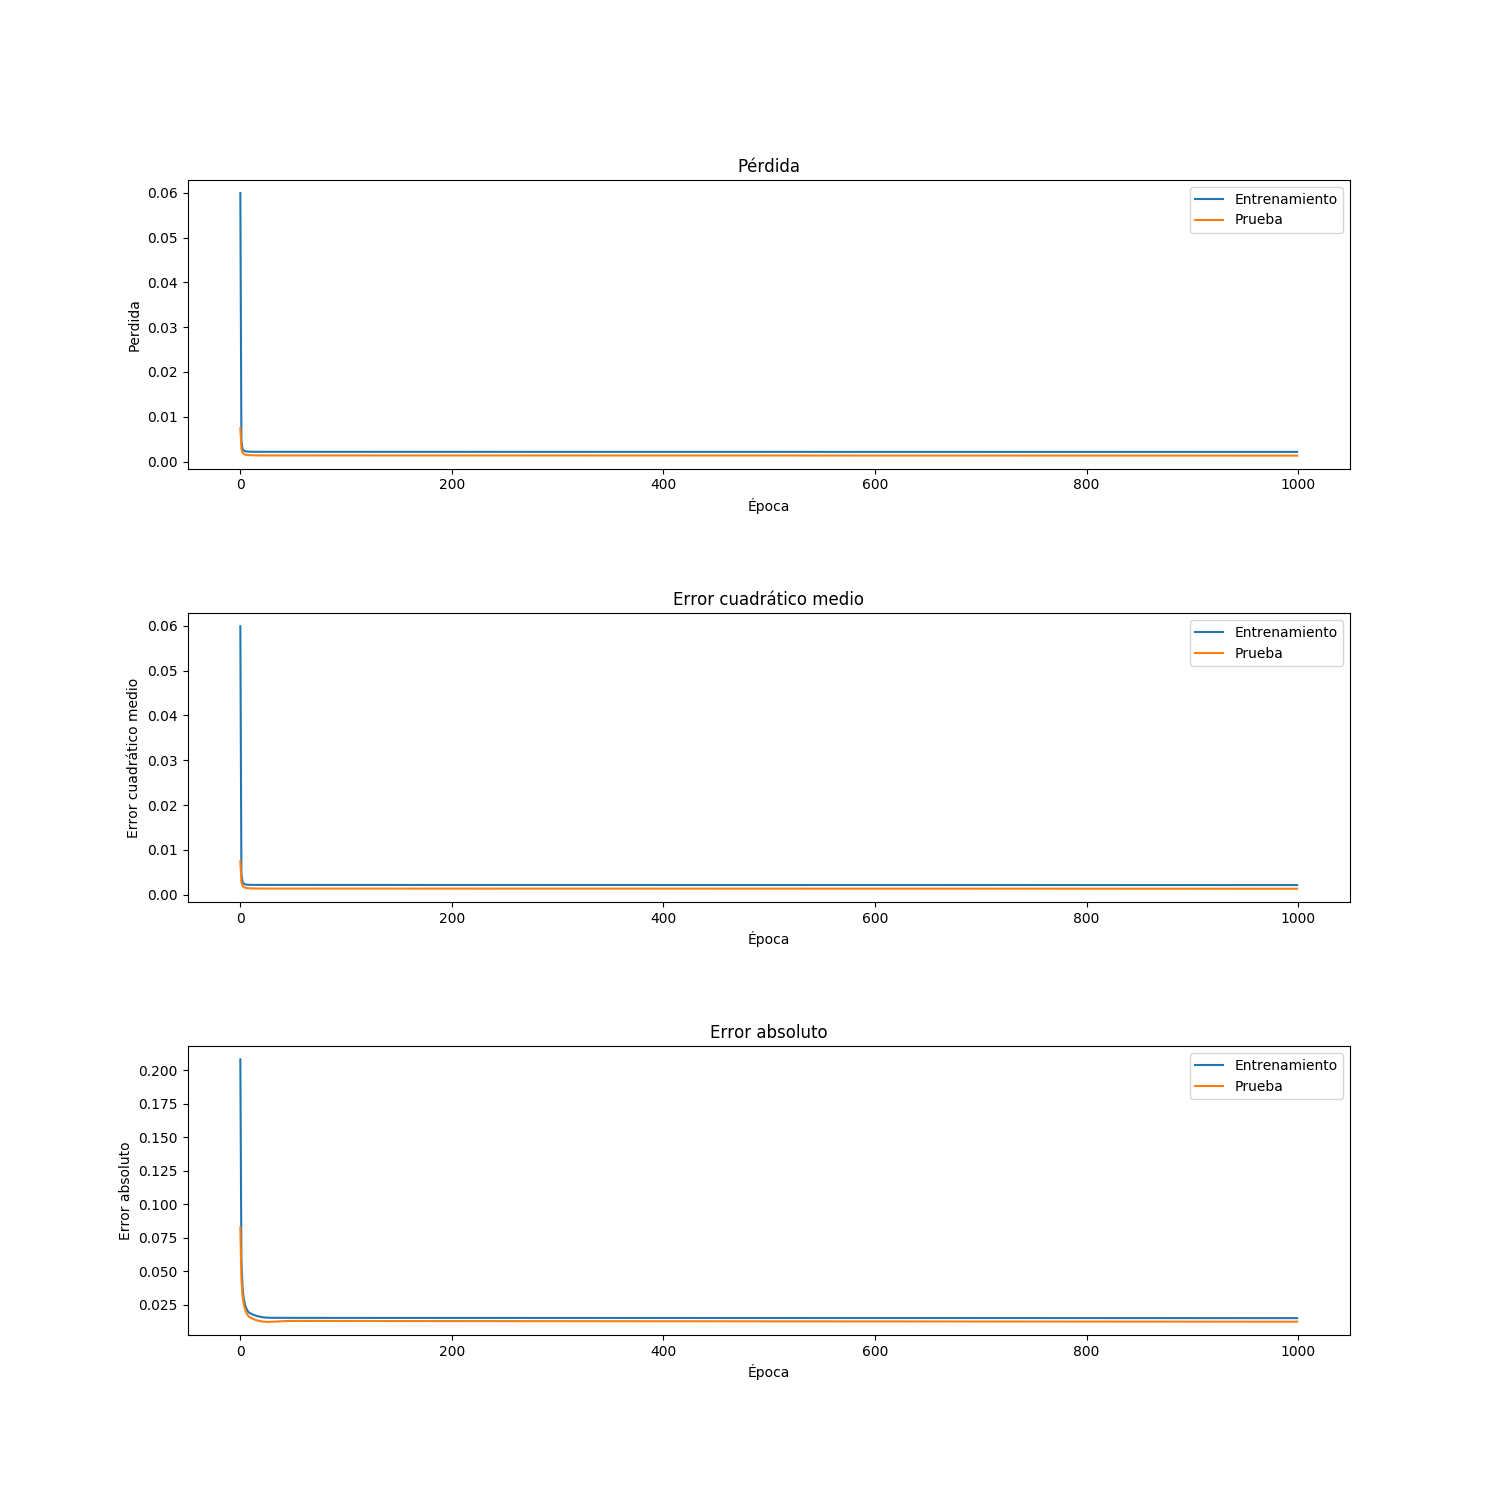 Pérdida
0.06
0.05
0.04
0.03
0.02
0.01
0.00
Perdida
Entrenamiento
Prueba
0 200 400 600 800 1000
Época
Error cuadrático medio
0.06
0.05
0.04
0.03
0.02
0.01
0.00
Error cuadrático medio
Entrenamiento
Prueba
0 200 400 600 800 1000
Época
Error absoluto
0.200
0.175
0.150
0.125
0.100
0.075
0.050
0.025
Error absoluto
Entrenamiento
Prueba
0 200 400 600 800 1000
Época